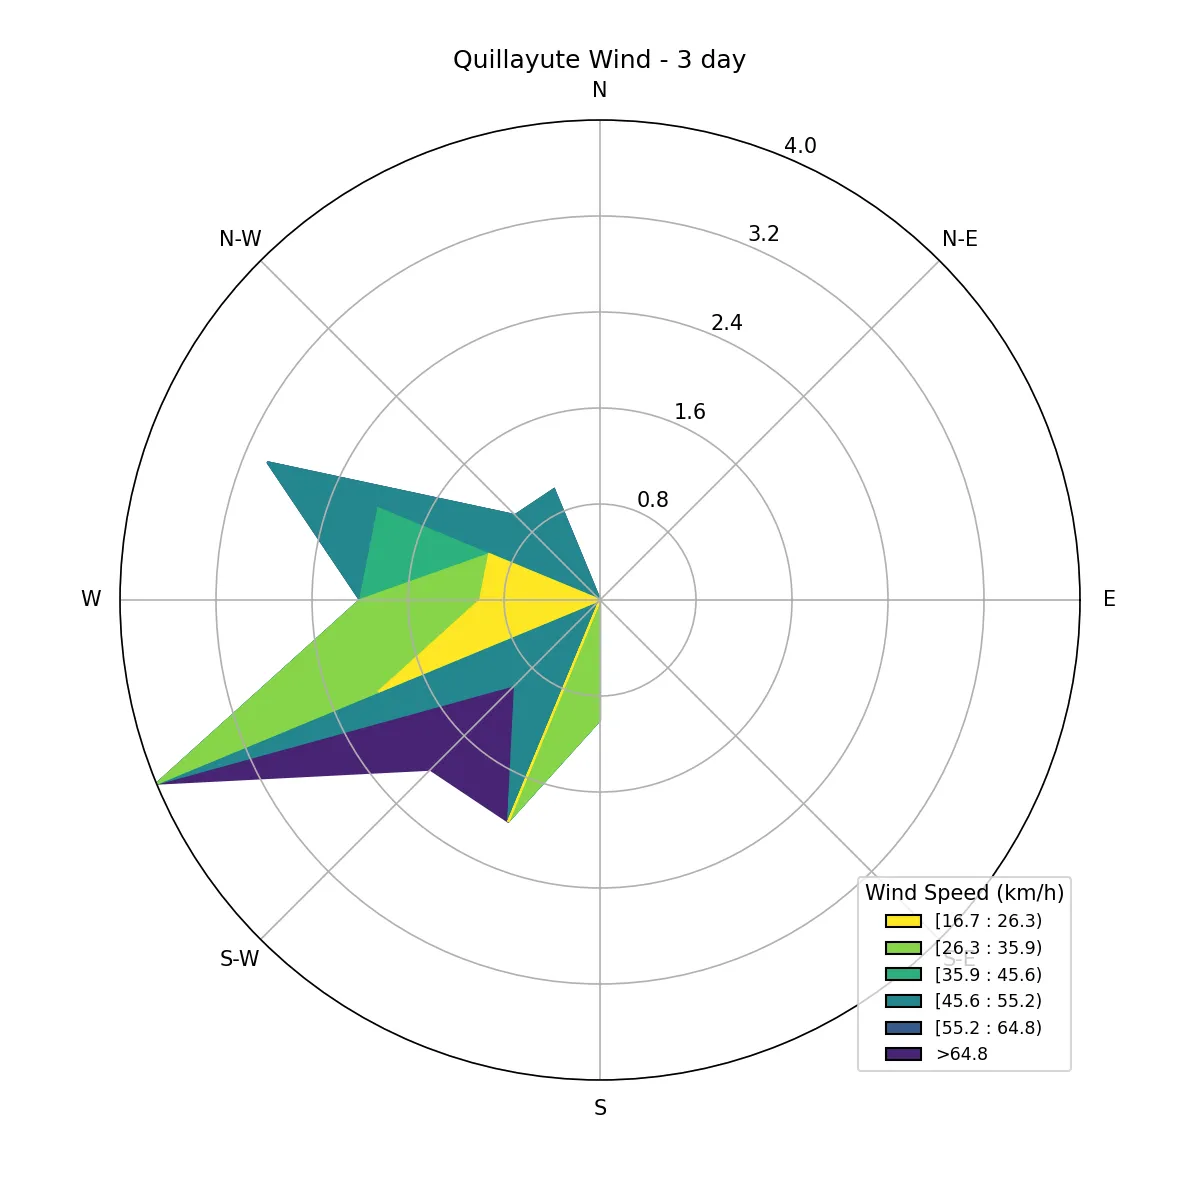 Quillayute Wind - 3 day
N
4.0
N-W
3.2
N-E
2.4
1.6
0.8
W
E
S-W
S-E
Wind Speed (km/h)
[16.7 : 26.3)
[26.3 : 35.9)
[35.9 : 45.6)
[45.6 : 55.2)
[55.2 : 64.8)
>64.8
S